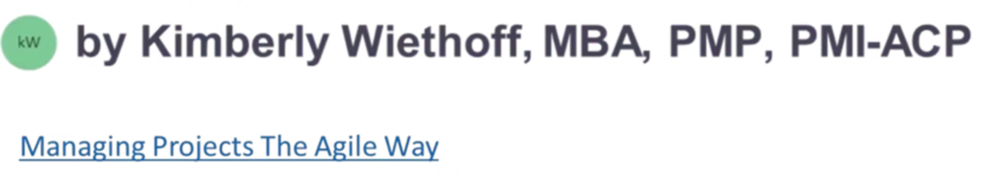 kW by Kimberly Wiethoff, MBA, PMP, PMI-ACP
Managing Projects The Agile Way